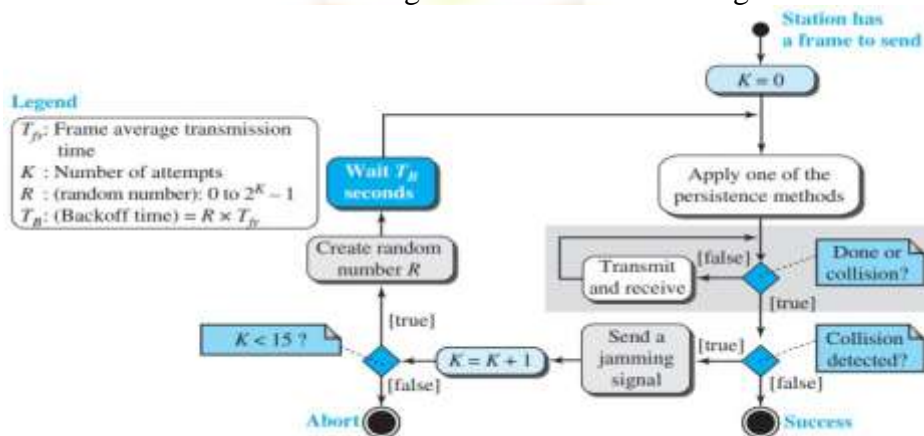 Station has
a frame to send
K = 0
Legend
T_fr: Frame average transmission
time
K : Number of attempts
R : (random number): 0 to 2^K – 1
T_B: (Backoff time) = R × T_fr
Wait T_B
seconds
Apply one of the
persistence methods
Create random
number R
[false]
Transmit
and receive
Done or
collision?
[true]
[true]
K < 15 ?
K = K + 1
Send a
jamming
signal
[true]
Collision
detected?
[false]
[false]
Abort
Success